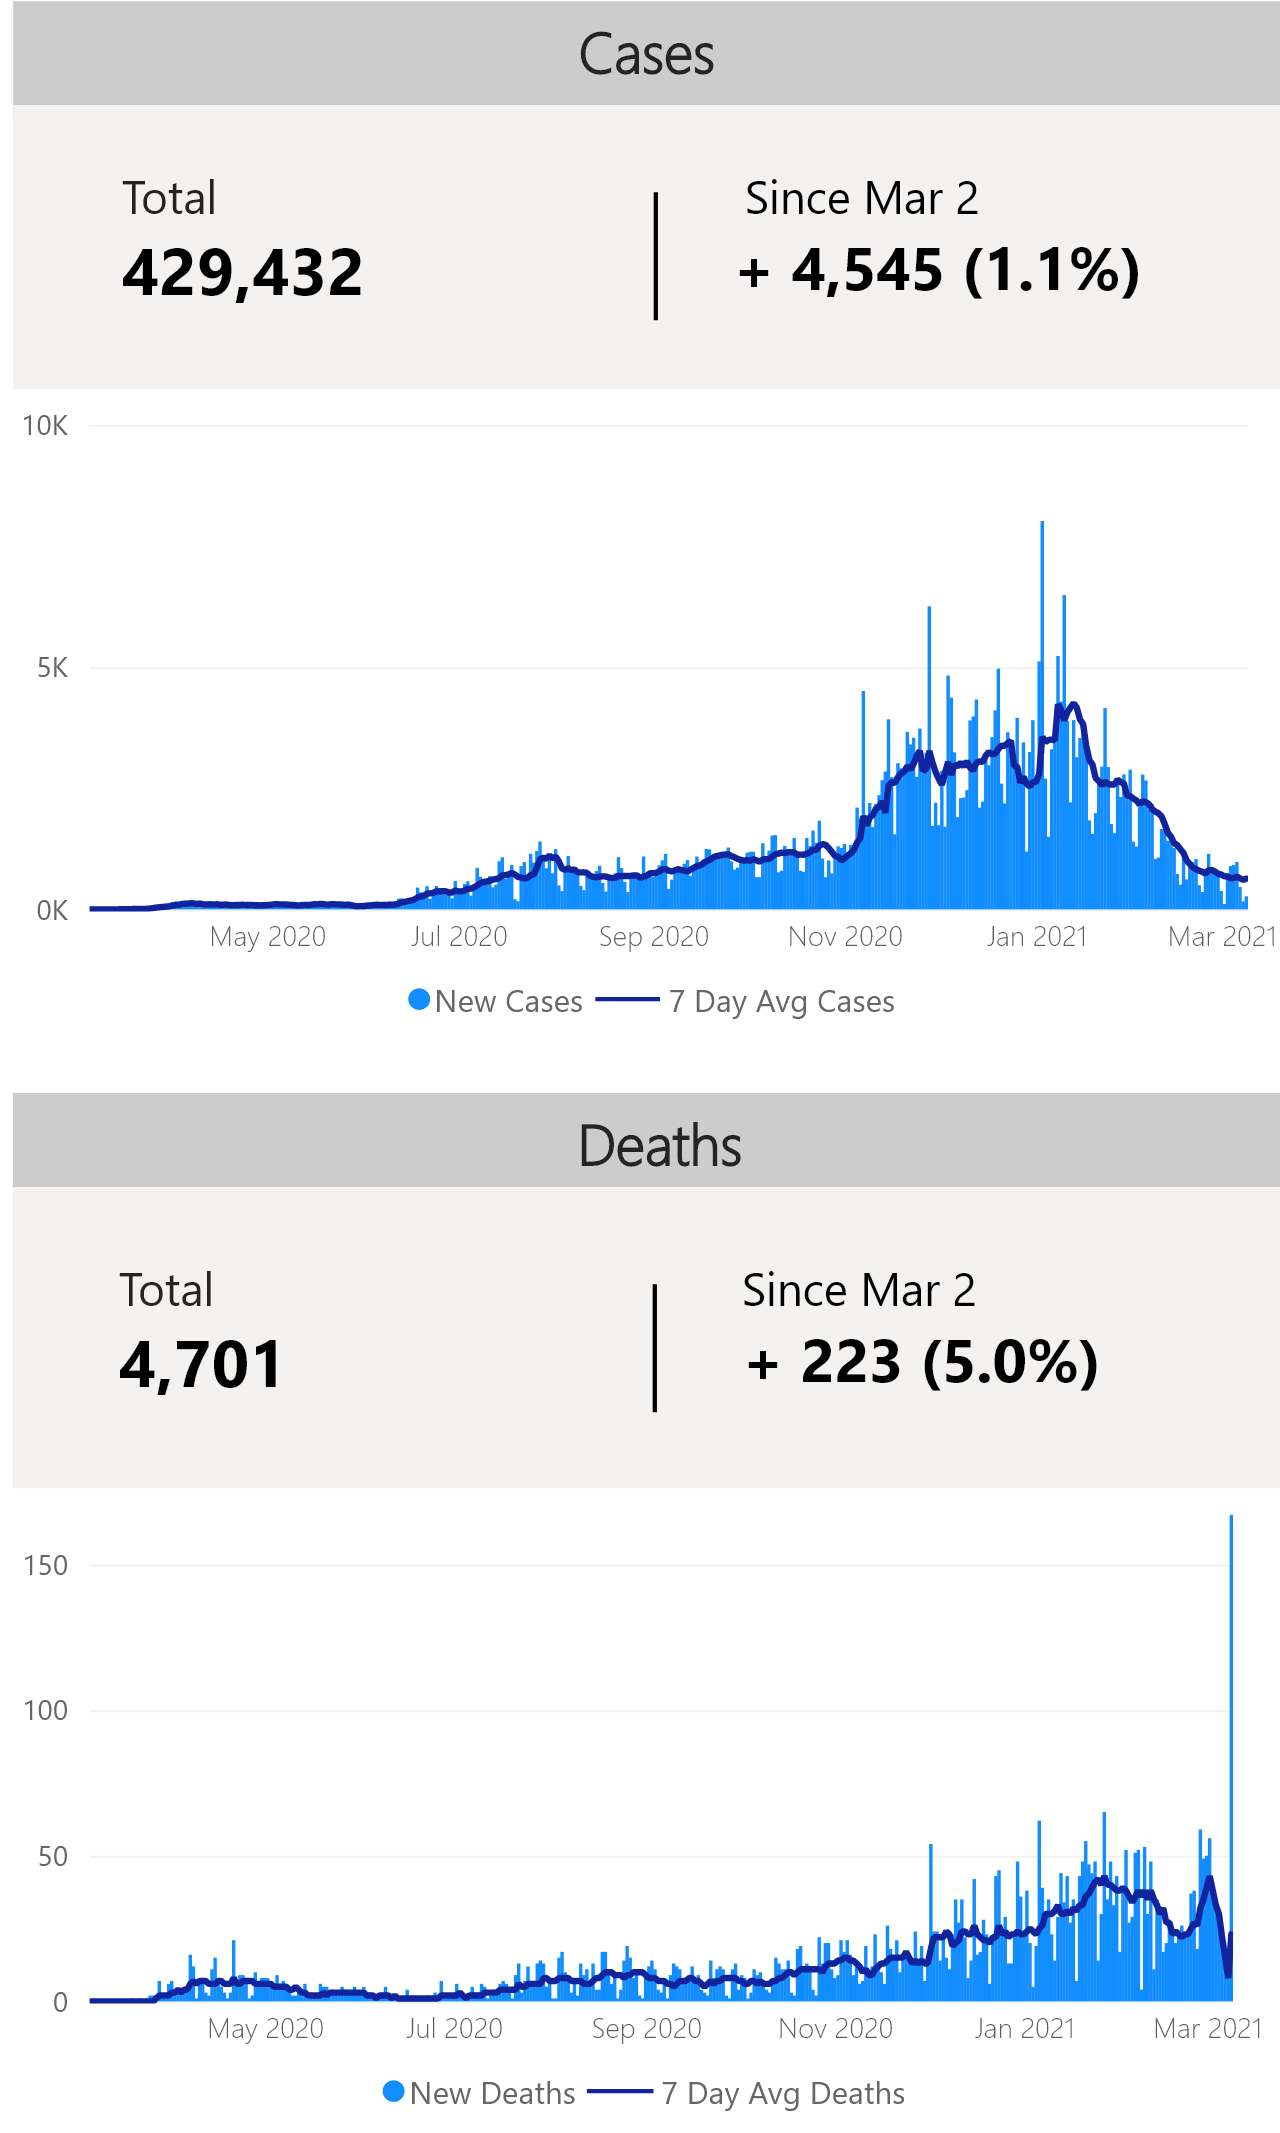 Cases
Total
Since Mar 2
429,432
+ 4,545 (1.1%)
10K
5K
0K
May 2020
Jul 2020
Sep 2020
Nov 2020
Jan 2021
Mar 2021
New Cases
7 Day Avg Cases
Deaths
Total
Since Mar 2
4,701
+ 223 (5.0%)
150
100
50
0
May 2020
Jul 2020
Sep 2020
Nov 2020
Jan 2021
Mar 2021
New Deaths
7 Day Avg Deaths